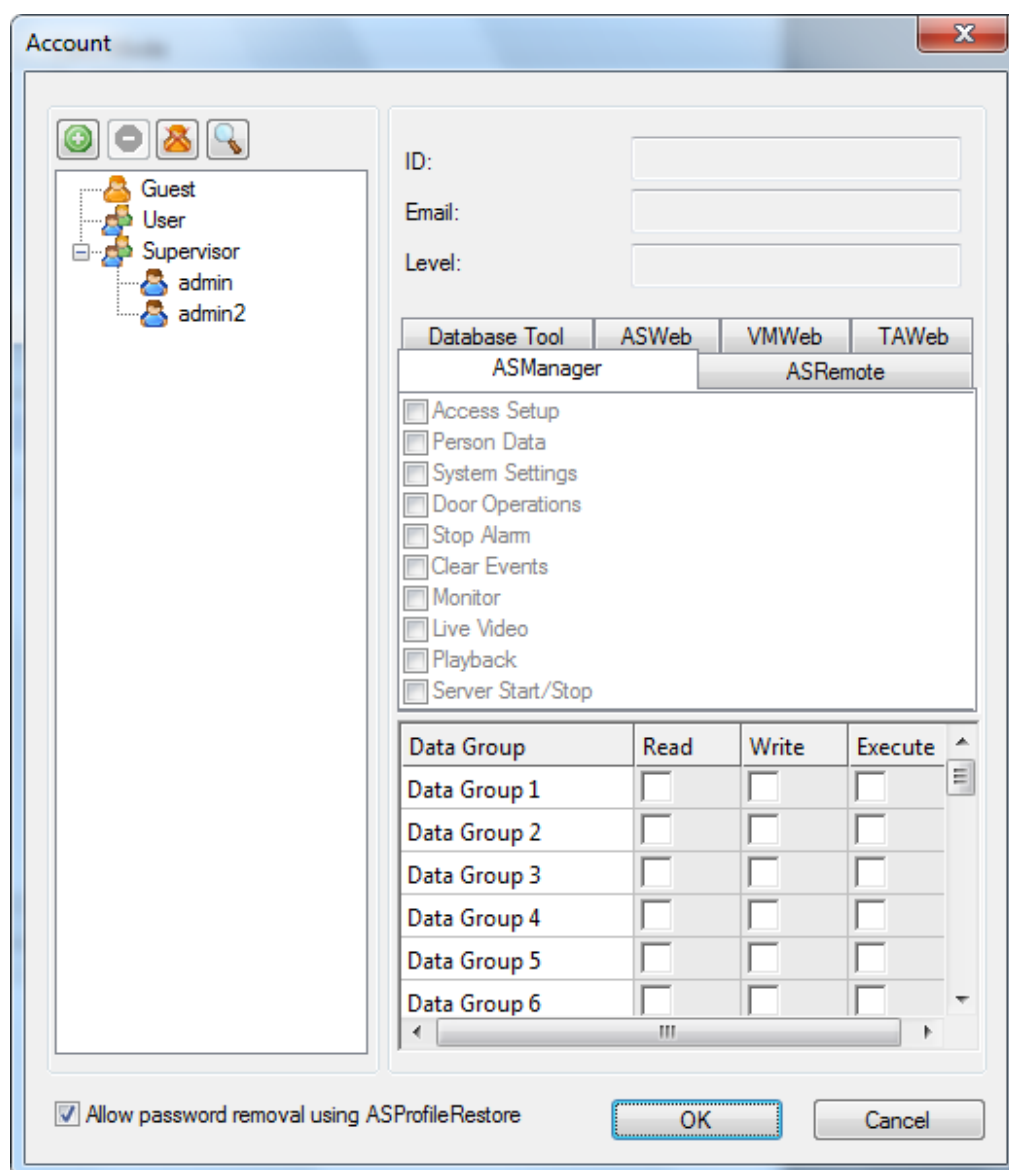 Account
Guest
User
Supervisor
admin
admin2
ID:
Email:
Level:
Database Tool ASWeb VMWeb TAWeb
ASManager ASRemote
Access Setup
Person Data
System Settings
Door Operations
Stop Alarm
Clear Events
Monitor
Live Video
Playback
Server Start/Stop
Data Group Read Write Execute
Data Group 1
Data Group 2
Data Group 3
Data Group 4
Data Group 5
Data Group 6
Allow password removal using ASProfileRestore
OK Cancel